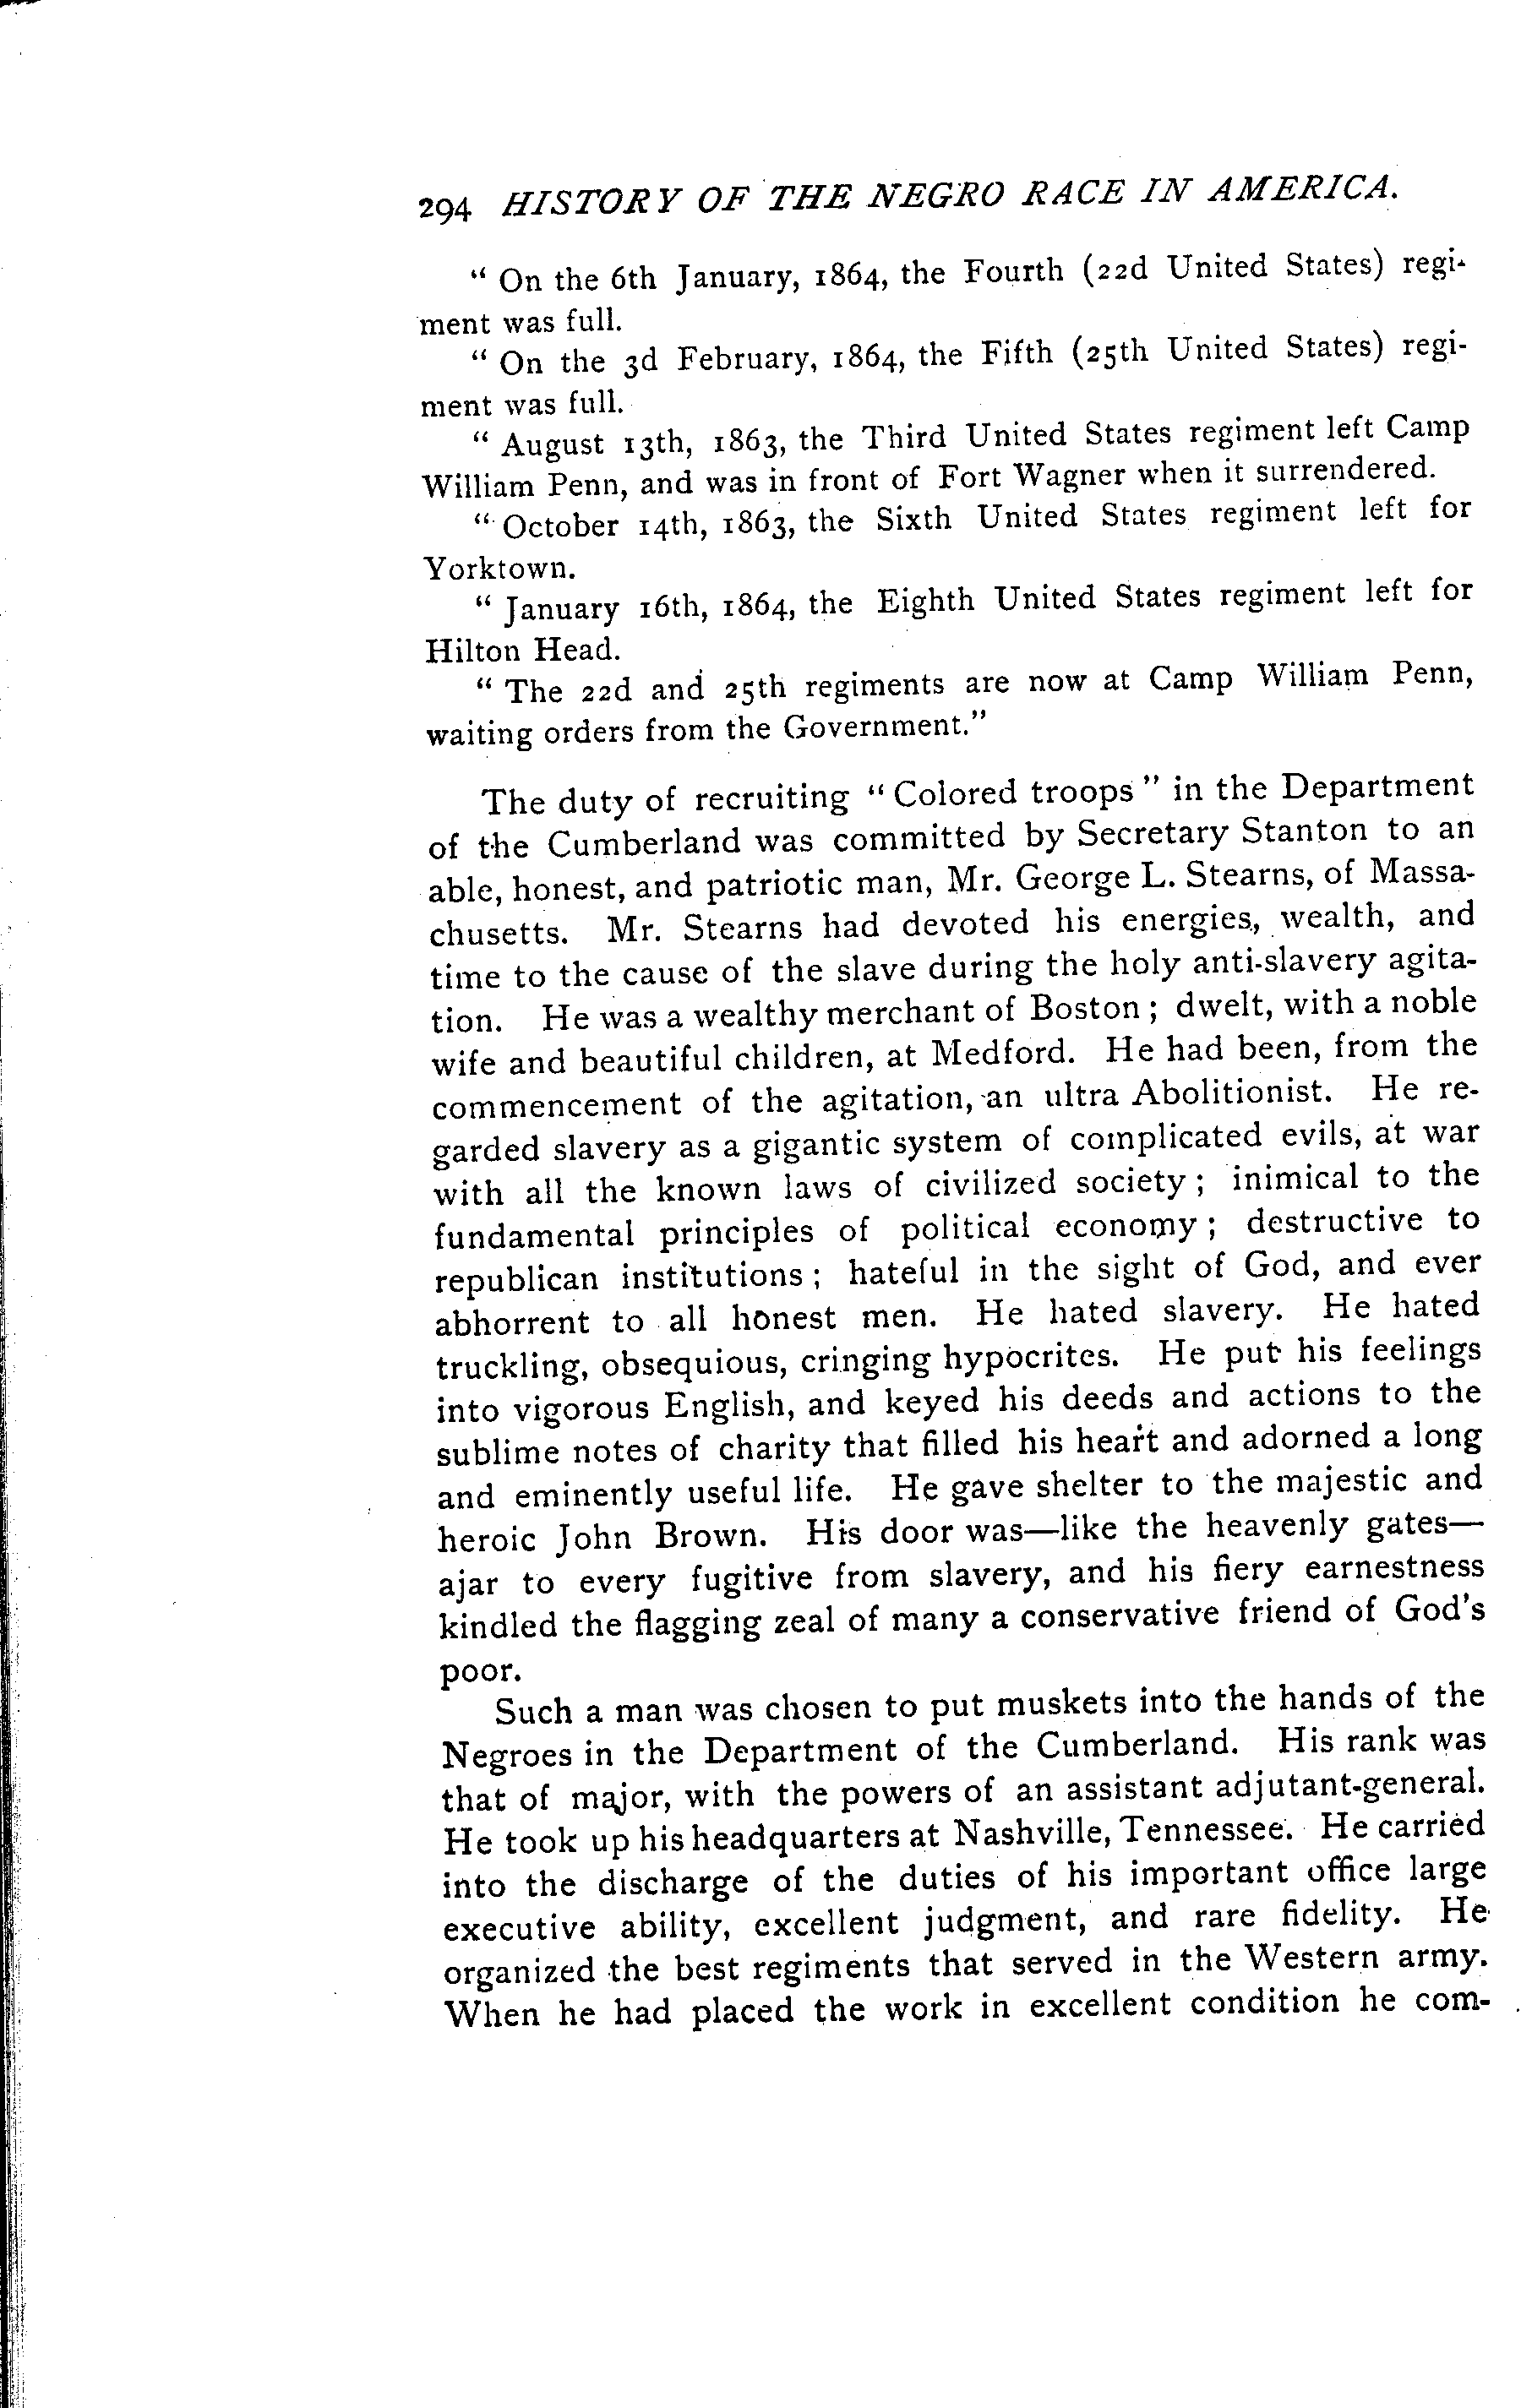 294 HISTORY OF THE NEGRO RACE IN AMERICA.
“ On the 6th January, 1864, the Fourth (22d United States) regi-
ment was full.
“ On the 3d February, 1864, the Fifth (25th United States) regi-
ment was full.
“ August 13th, 1863, the Third United States regiment left Camp
William Penn, and was in front of Fort Wagner when it surrendered.
“ October 14th, 1863, the Sixth United States regiment left for
Yorktown.
“ January 16th, 1864, the Eighth United States regiment left for
Hilton Head.
“ The 22d and 25th regiments are now at Camp William Penn,
waiting orders from the Government.”
The duty of recruiting “ Colored troops ” in the Department
of the Cumberland was committed by Secretary Stanton to an
able, honest, and patriotic man, Mr. George L. Stearns, of Massa-
chusetts. Mr. Stearns had devoted his energies, wealth, and
time to the cause of the slave during the holy anti-slavery agita-
tion. He was a wealthy merchant of Boston ; dwelt, with a noble
wife and beautiful children, at Medford. He had been, from the
commencement of the agitation, an ultra Abolitionist. He re-
garded slavery as a gigantic system of complicated evils, at war
with all the known laws of civilized society ; inimical to the
fundamental principles of political economy ; destructive to
republican institutions ; hateful in the sight of God, and ever
abhorrent to all honest men. He hated slavery. He hated
truckling, obsequious, cringing hypocrites. He put his feelings
into vigorous English, and keyed his deeds and actions to the
sublime notes of charity that filled his heart and adorned a long
and eminently useful life. He gave shelter to the majestic and
heroic John Brown. His door was—like the heavenly gates—
ajar to every fugitive from slavery, and his fiery earnestness
kindled the flagging zeal of many a conservative friend of God's
poor.
Such a man was chosen to put muskets into the hands of the
Negroes in the Department of the Cumberland. His rank was
that of major, with the powers of an assistant adjutant-general.
He took up his headquarters at Nashville, Tennessee. He carried
into the discharge of the duties of his important office large
executive ability, excellent judgment, and rare fidelity. He
organized the best regiments that served in the Western army.
When he had placed the work in excellent condition he com-